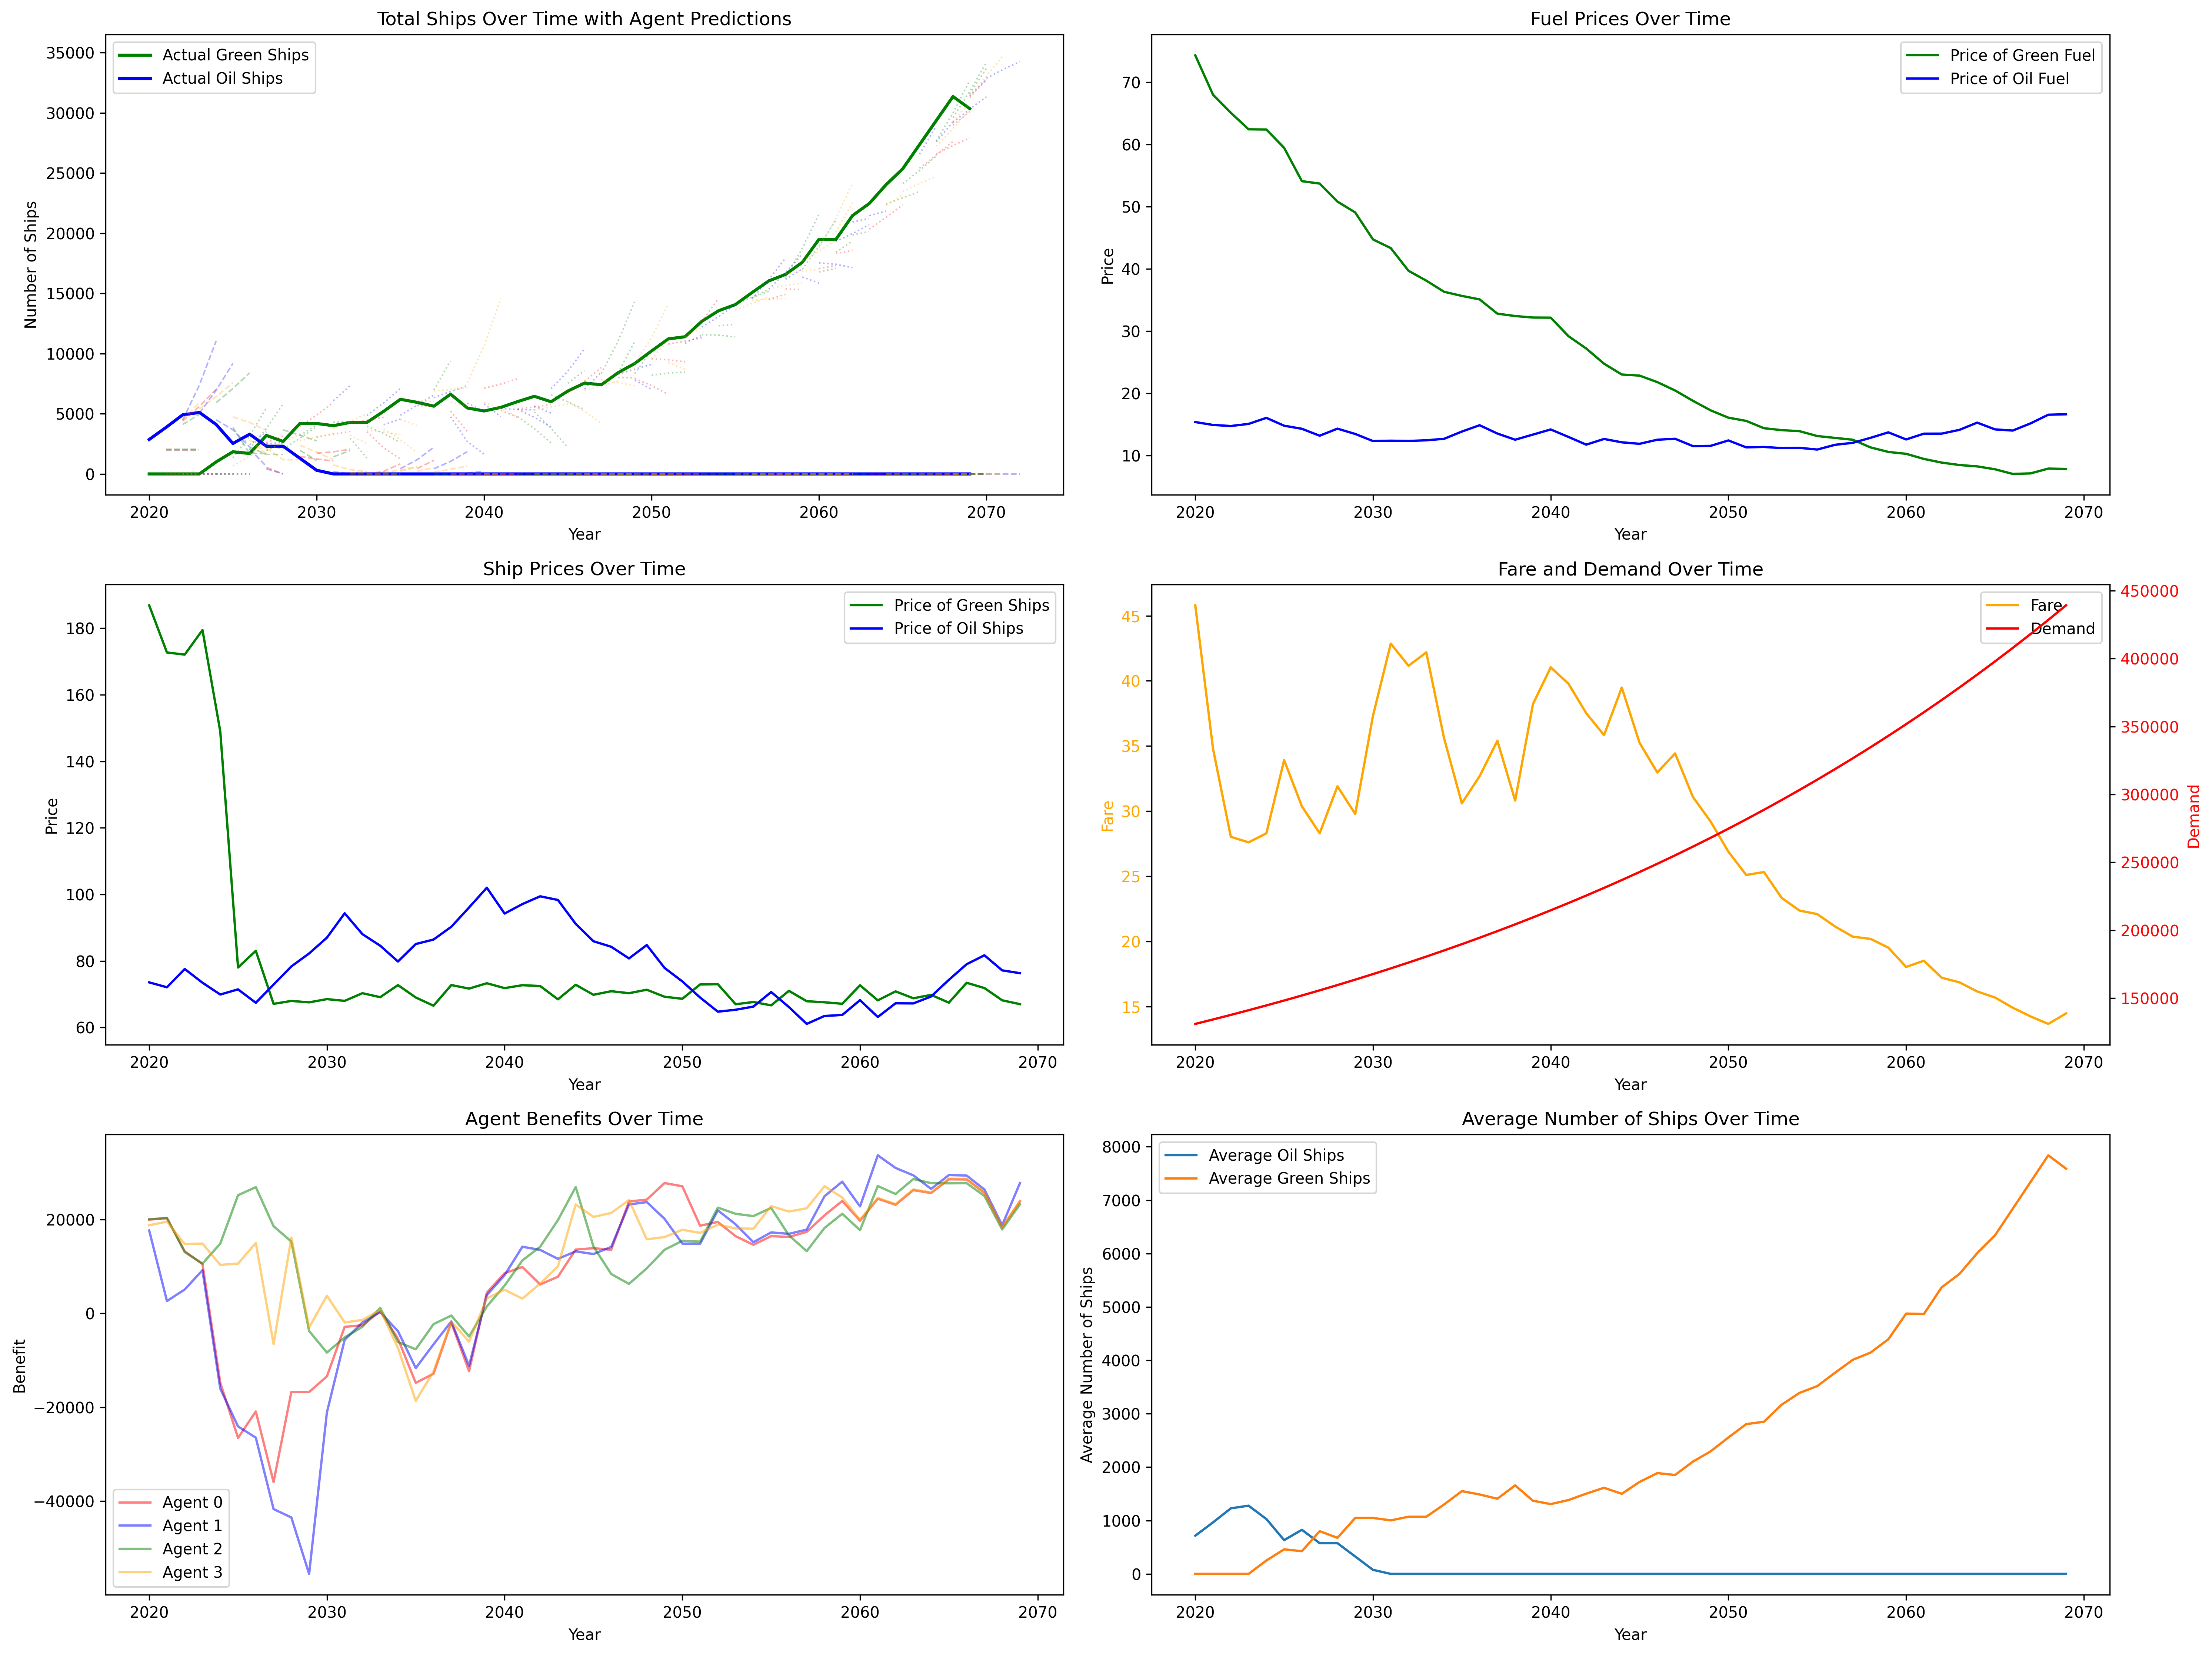 Total Ships Over Time with Agent Predictions
Number of Ships
35000
30000
25000
20000
15000
10000
5000
0
Actual Green Ships
Actual Oil Ships
2020 2030 2040 2050 2060 2070
Year
Fuel Prices Over Time
Price
70
60
50
40
30
20
10
Price of Green Fuel
Price of Oil Fuel
2020 2030 2040 2050 2060 2070
Year
Ship Prices Over Time
Price
180
160
140
120
100
80
60
Price of Green Ships
Price of Oil Ships
2020 2030 2040 2050 2060 2070
Year
Fare and Demand Over Time
Fare
45
40
35
30
25
20
15
Fare
Demand
450000
400000
350000
300000
250000
200000
150000
Demand
2020 2030 2040 2050 2060 2070
Year
Agent Benefits Over Time
Benefit
20000
0
−20000
−40000
Agent 0
Agent 1
Agent 2
Agent 3
2020 2030 2040 2050 2060 2070
Year
Average Number of Ships Over Time
Average Number of Ships
8000
7000
6000
5000
4000
3000
2000
1000
0
Average Oil Ships
Average Green Ships
2020 2030 2040 2050 2060 2070
Year